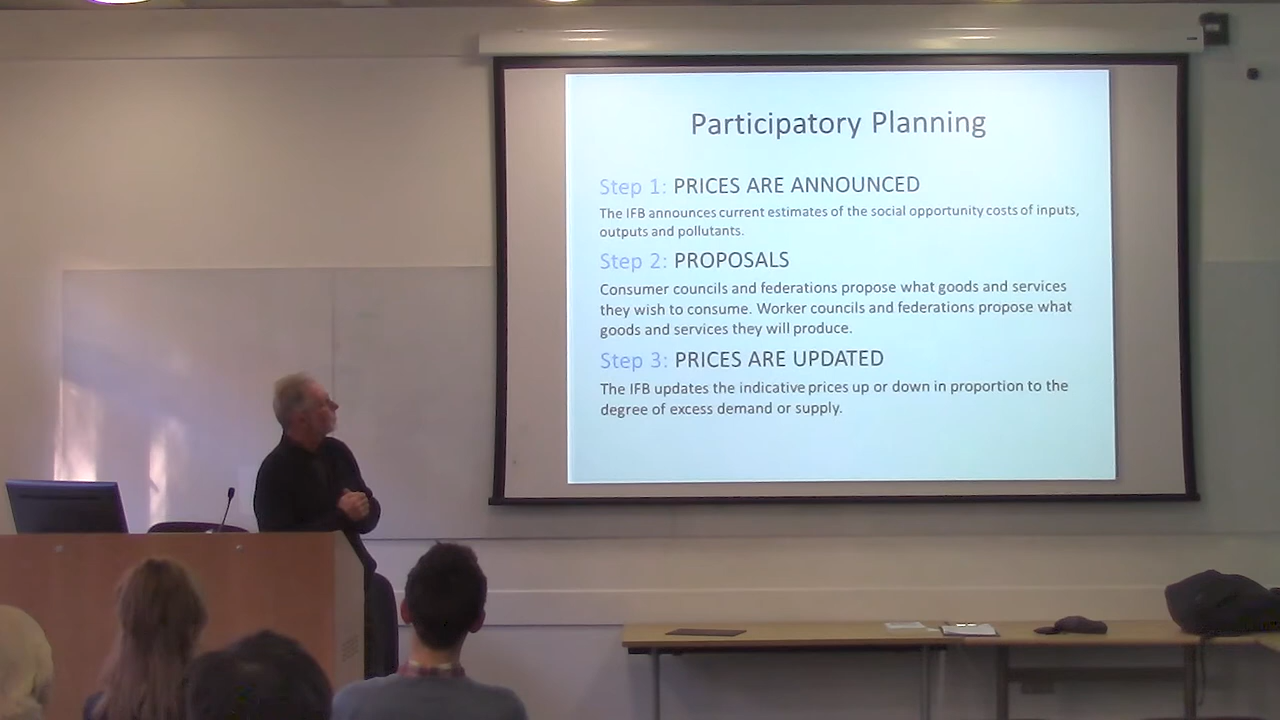 Participatory Planning
Step 1: PRICES ARE ANNOUNCED
The IFB announces current estimates of the social opportunity costs of inputs,
outputs and pollutants.
Step 2: PROPOSALS
Consumer councils and federations propose what goods and services
they wish to consume. Worker councils and federations propose what
goods and services they will produce.
Step 3: PRICES ARE UPDATED
The IFB updates the indicative prices up or down in proportion to the
degree of excess demand or supply.